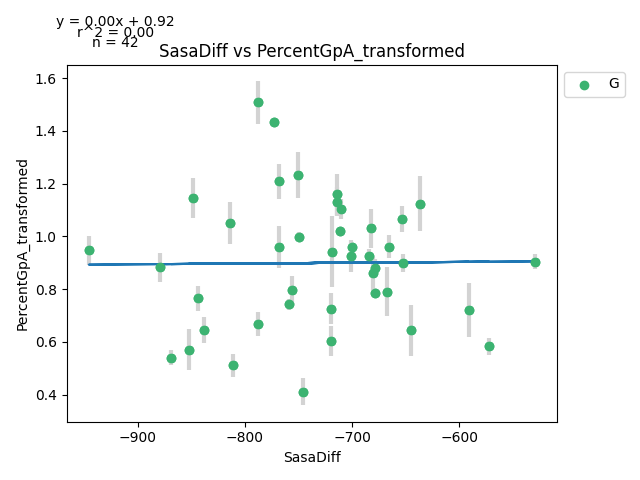 y = 0.00x + 0.92
r^2 = 0.00
n = 42
SasaDiff vs PercentGpA_transformed
G
PercentGpA_transformed
1.6
1.4
1.2
1.0
0.8
0.6
0.4
−900 −800 −700 −600
SasaDiff